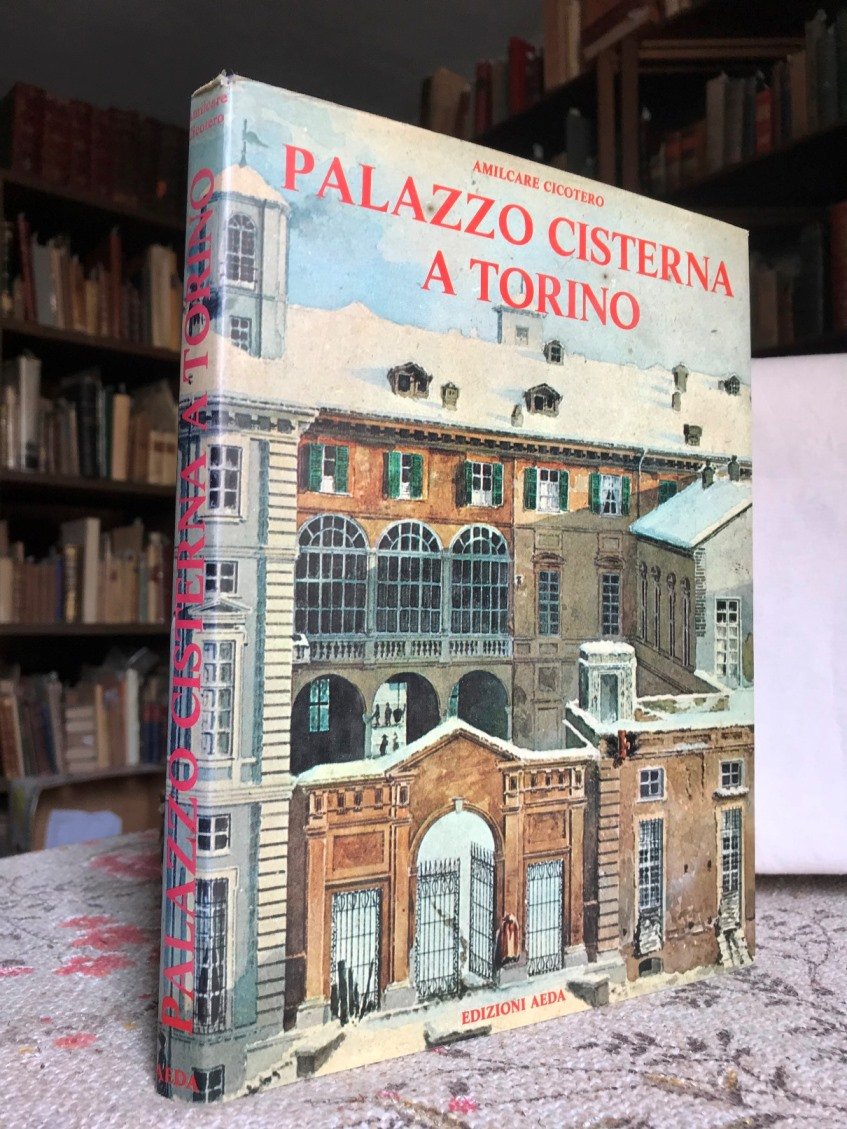 AMILCARE CICOTERO
PALAZZO CISTERNA
A TORINO
EDIZIONI AEDA
Amilcare
Cicotero
PALAZZO CISTERNA A TORINO
AEDA